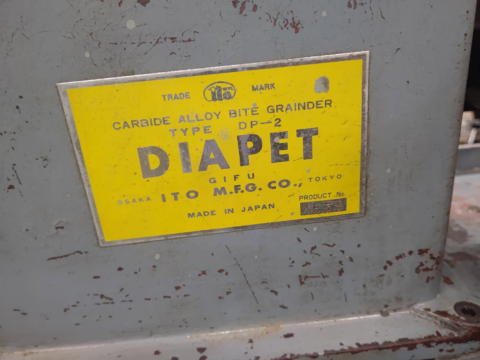 TRADE MARK
CARBIDE ALLOY BITE GRAINDER
TYPE DP-2
DIAPET
GIFU
OSAKA ITO M.F.G. CO., TOKYO
PRODUCT No
MADE IN JAPAN